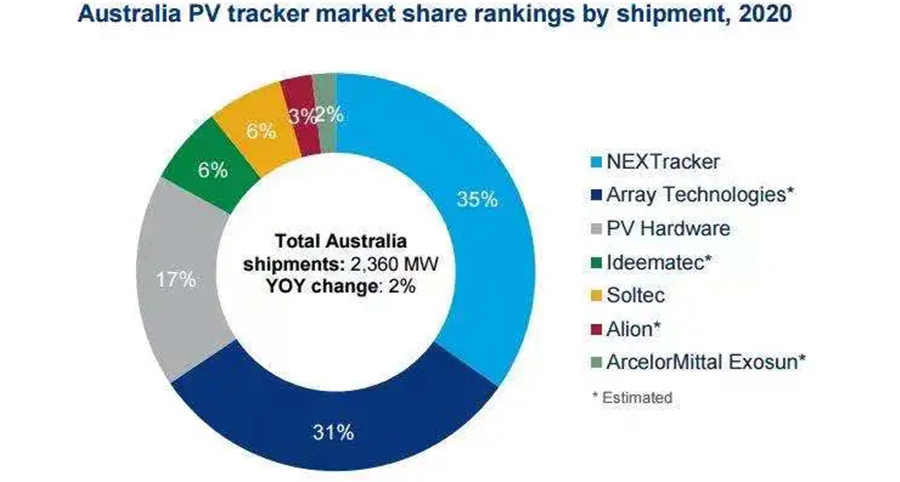 Australia PV tracker market share rankings by shipment, 2020
3%
2%
6%
6%
35%
17%
31%
Total Australia
shipments: 2,360 MW
YOY change: 2%
NEXTracker
Array Technologies*
PV Hardware
Ideematec*
Soltec
Alion*
ArcelorMittal Exosun*
* Estimated